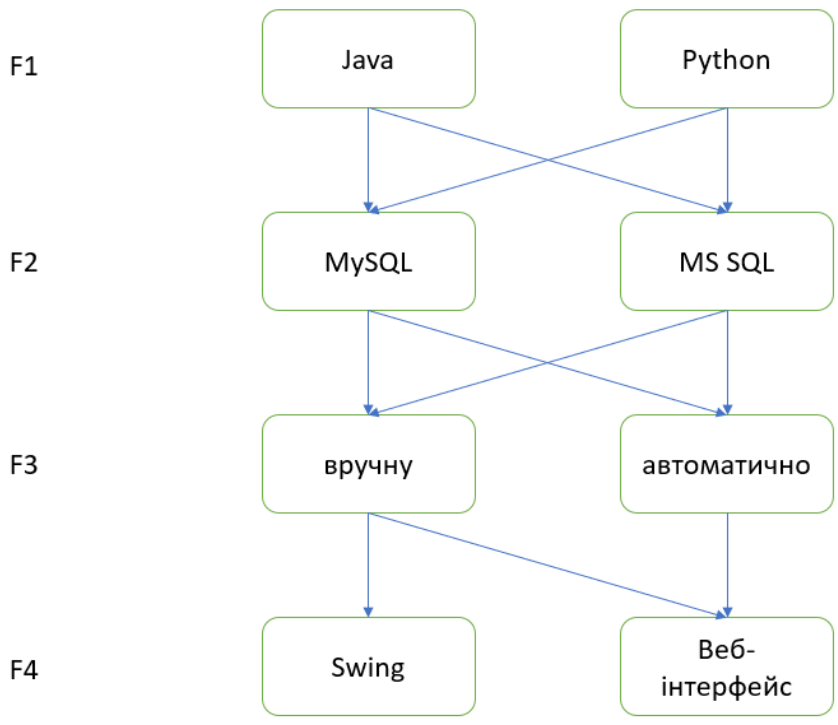 F1
Java
Python
F2
MySQL
MS SQL
F3
вручну
автоматично
F4
Swing
Веб-
інтерфейс